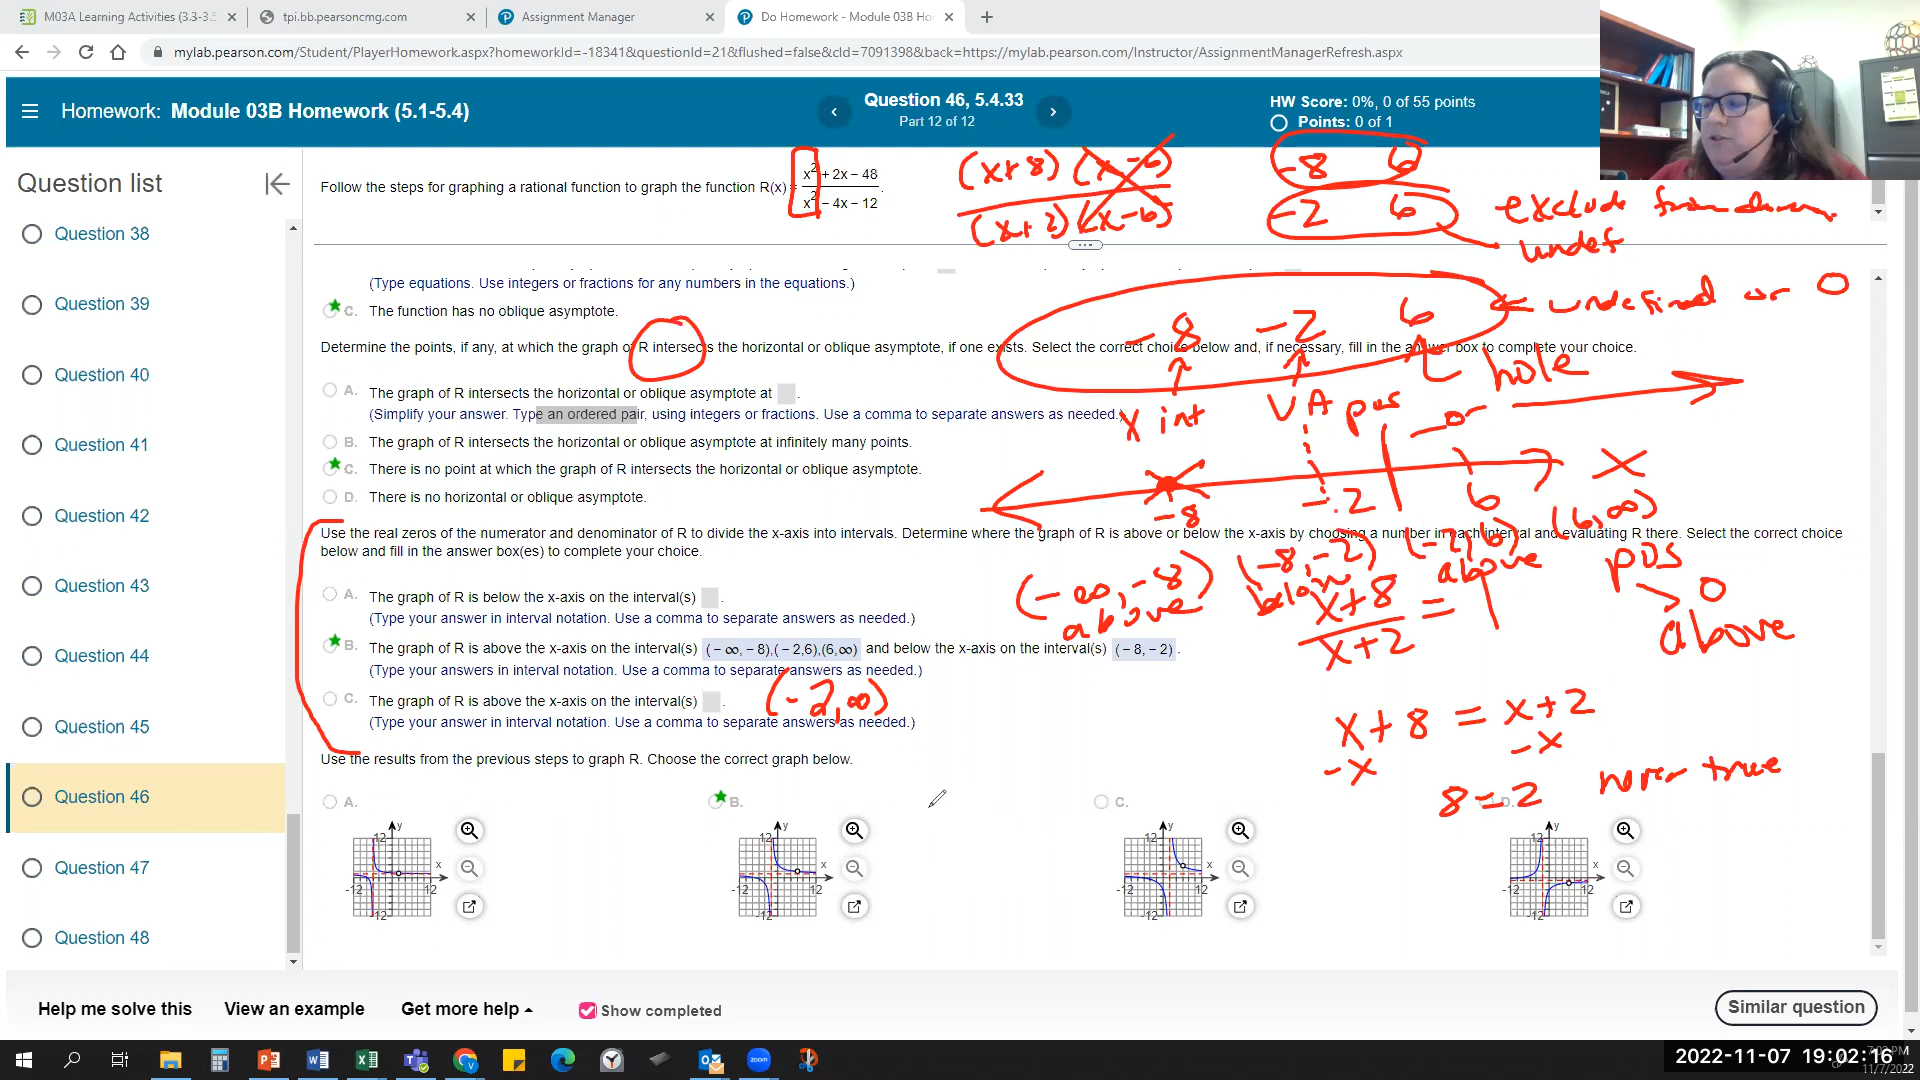 M03A Learning Activities (3.3-3.5
tpi.bb.pearsoncmg.com
Assignment Manager
Do Homework - Module 03B Ho
mylab.pearson.com/Student/PlayerHomework.aspx?homeworkId=-18341&questionId=21&flushed=false&cId=7091398&back=https://mylab.pearson.com/Instructor/AssignmentManagerRefresh.aspx
Homework: Module 03B Homework (5.1-5.4)
Question 46, 5.4.33
Part 12 of 12
HW Score: 0%, 0 of 55 points
Points: 0 of 1
Question list
Question 38
Question 39
Question 40
Question 41
Question 42
Question 43
Question 44
Question 45
Question 46
Question 47
Question 48
Follow the steps for graphing a rational function to graph the function R(x) =
x² + 2x − 48
x² − 4x − 12
(x+8)(x-6)
(x+2)(x-6)
-8 6
-2 6
exclude from
undef
(Type equations. Use integers or fractions for any numbers in the equations.)
C. The function has no oblique asymptote.
-8 -2 6
undefined or 0
x int
VA
hole
Determine the points, if any, at which the graph of R intersects the horizontal or oblique asymptote, if one exists. Select the correct choice below and, if necessary, fill in the answer box to complete your choice.
A. The graph of R intersects the horizontal or oblique asymptote at .
(Simplify your answer. Type an ordered pair, using integers or fractions. Use a comma to separate answers as needed.)
B. The graph of R intersects the horizontal or oblique asymptote at infinitely many points.
C. There is no point at which the graph of R intersects the horizontal or oblique asymptote.
D. There is no horizontal or oblique asymptote.
pos
-or
-8 -2 6 x
Use the real zeros of the numerator and denominator of R to divide the x-axis into intervals. Determine where the graph of R is above or below the x-axis by choosing a number in each interval and evaluating R there. Select the correct choice
below and fill in the answer box(es) to complete your choice.
(-∞,-8) (-8,-2) (-2,6) (6,∞)
above below above pos
0
above
A. The graph of R is below the x-axis on the interval(s) .
(Type your answer in interval notation. Use a comma to separate answers as needed.)
B. The graph of R is above the x-axis on the interval(s) (−∞,−8),(−2,6),(6,∞) and below the x-axis on the interval(s) (−8,−2).
(Type your answers in interval notation. Use a comma to separate answers as needed.)
C. The graph of R is above the x-axis on the interval(s) .
(Type your answer in interval notation. Use a comma to separate answers as needed.)
(-2,∞)
x+8
x+2
= 1
x+8 = x+2
-x -x
8=2 never true
Use the results from the previous steps to graph R. Choose the correct graph below.
A.
B.
C.
D.
12 y
x
-12 12
-12
12 y
x
-12 12
-12
12 y
x
-12 12
-12
12 y
x
-12 12
-12
Help me solve this
View an example
Get more help
Show completed
Similar question
2022-11-07 19:02:16
11/7/2022